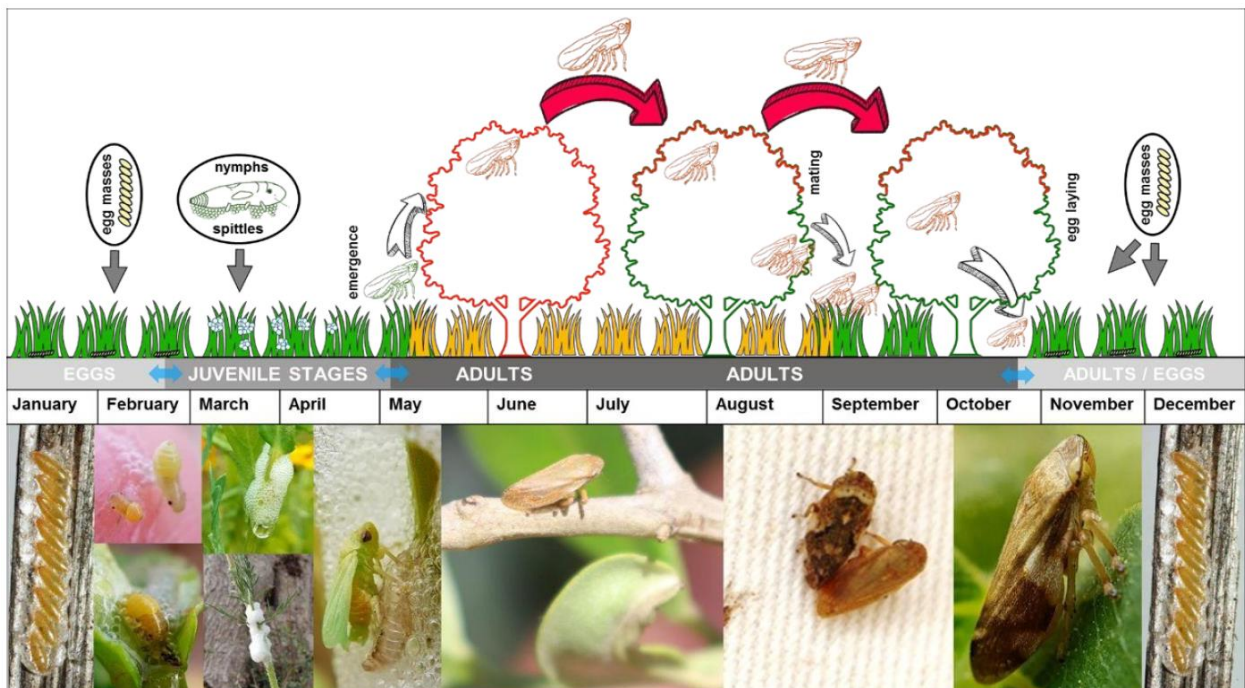 egg masses
nymphs
spittles
emergence
mating
egg laying
egg masses
EGGS
JUVENILE STAGES
ADULTS
ADULTS
ADULTS / EGGS
January
February
March
April
May
June
July
August
September
October
November
December